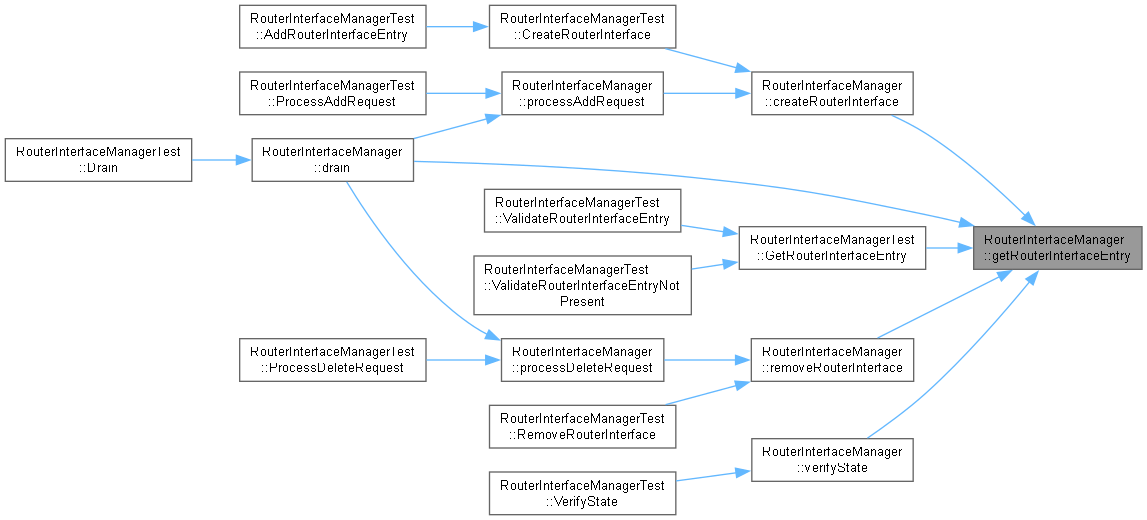 RouterInterfaceManagerTest
::AddRouterInterfaceEntry
RouterInterfaceManagerTest
::CreateRouterInterface
RouterInterfaceManagerTest
::ProcessAddRequest
RouterInterfaceManager
::processAddRequest
RouterInterfaceManager
::createRouterInterface
RouterInterfaceManagerTest
::Drain
RouterInterfaceManager
::drain
RouterInterfaceManagerTest
::ValidateRouterInterfaceEntry
RouterInterfaceManagerTest
::GetRouterInterfaceEntry
RouterInterfaceManager
::getRouterInterfaceEntry
RouterInterfaceManagerTest
::ValidateRouterInterfaceEntryNot
Present
RouterInterfaceManagerTest
::ProcessDeleteRequest
RouterInterfaceManager
::processDeleteRequest
RouterInterfaceManager
::removeRouterInterface
RouterInterfaceManagerTest
::RemoveRouterInterface
RouterInterfaceManager
::verifyState
RouterInterfaceManagerTest
::VerifyState